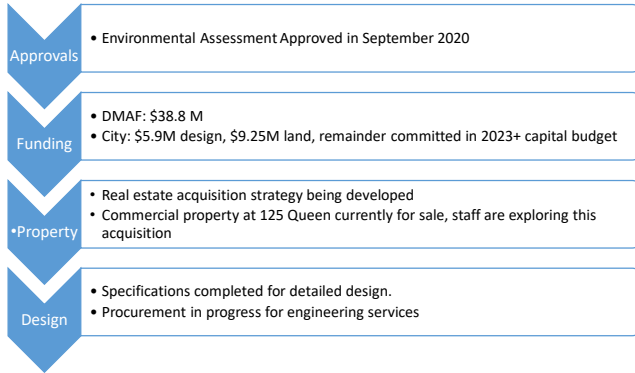 Approvals
• Environmental Assessment Approved in September 2020
Funding
• DMAF: $38.8 M
• City: $5.9M design, $9.25M land, remainder committed in 2023+ capital budget
•Property
• Real estate acquisition strategy being developed
• Commercial property at 125 Queen currently for sale, staff are exploring this
acquisition
Design
• Specifications completed for detailed design.
• Procurement in progress for engineering services